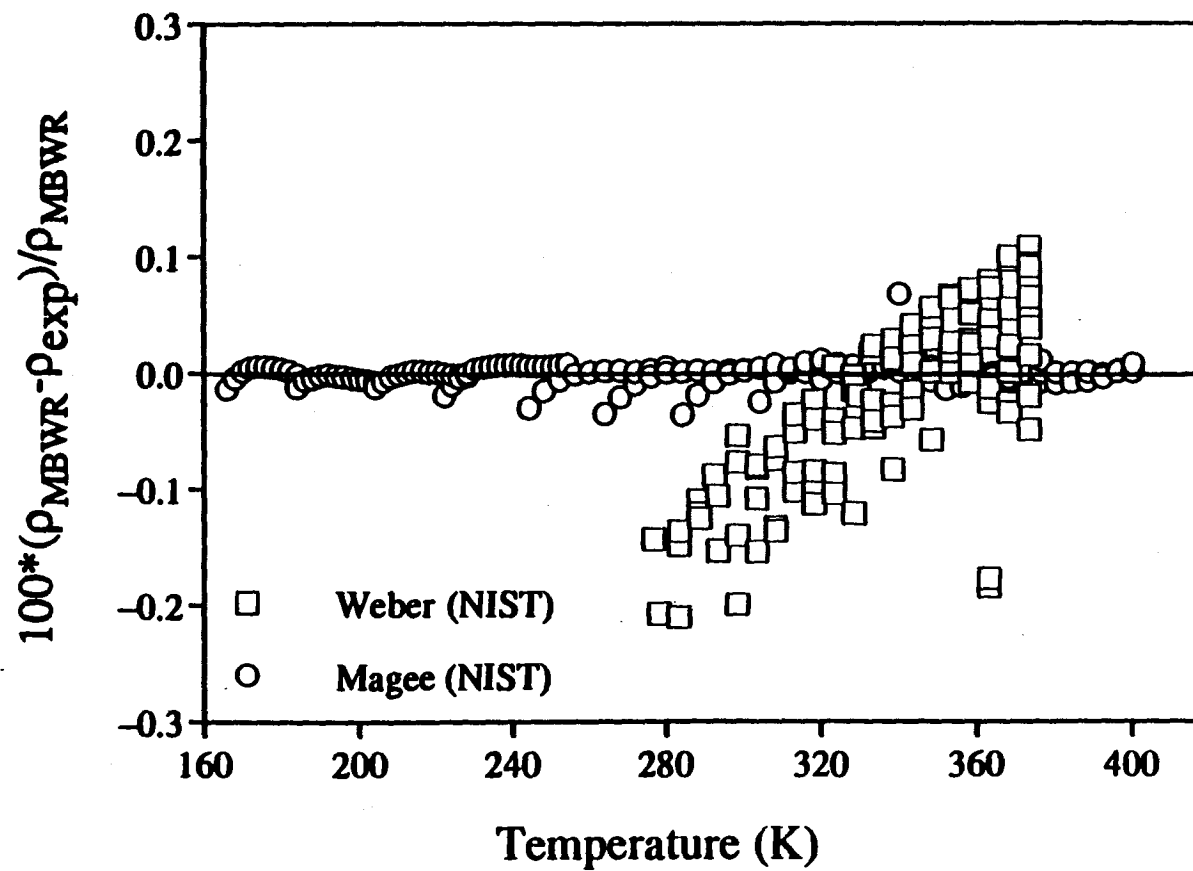 100*(ρMBWR-ρexp)/ρMBWR
0.3
0.2
0.1
0.0
−0.1
−0.2
−0.3
Weber (NIST)
Magee (NIST)
160 200 240 280 320 360 400
Temperature (K)